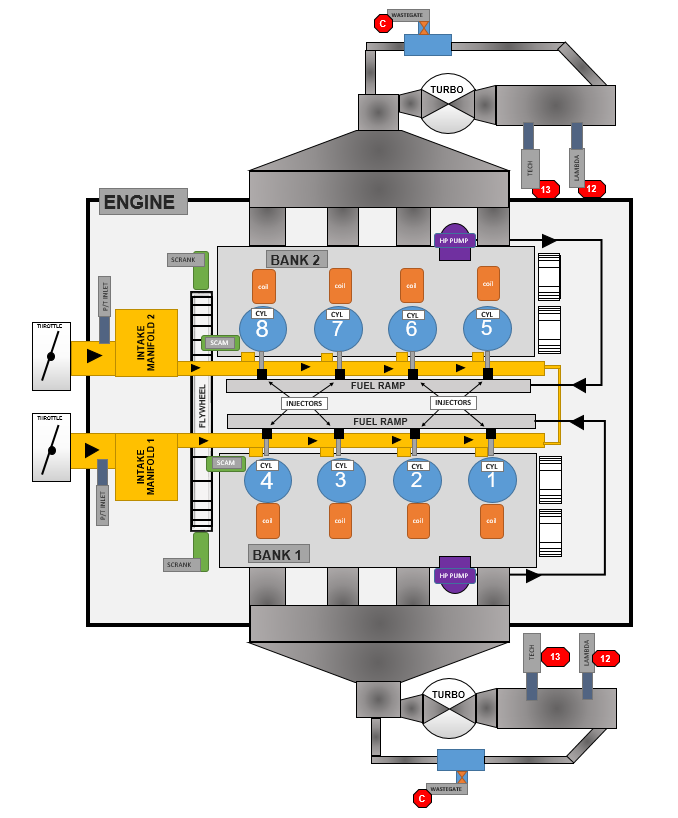 WASTEGATE
C
TURBO
TECH
13
LAMBDA
12
ENGINE
HP PUMP
BANK 2
SCRANK
coil
coil
coil
coil
P/T INLET
CYL
8
CYL
7
CYL
6
CYL
5
THROTTLE
INTAKE
MANIFOLD 2
SCAM
FUEL RAMP
FLYWHEEL
INJECTORS
INJECTORS
FUEL RAMP
THROTTLE
INTAKE
MANIFOLD 1
SCAM
CYL
4
CYL
3
CYL
2
CYL
1
P/T INLET
coil
coil
coil
coil
BANK 1
SCRANK
HP PUMP
TECH
13
LAMBDA
12
TURBO
WASTEGATE
C